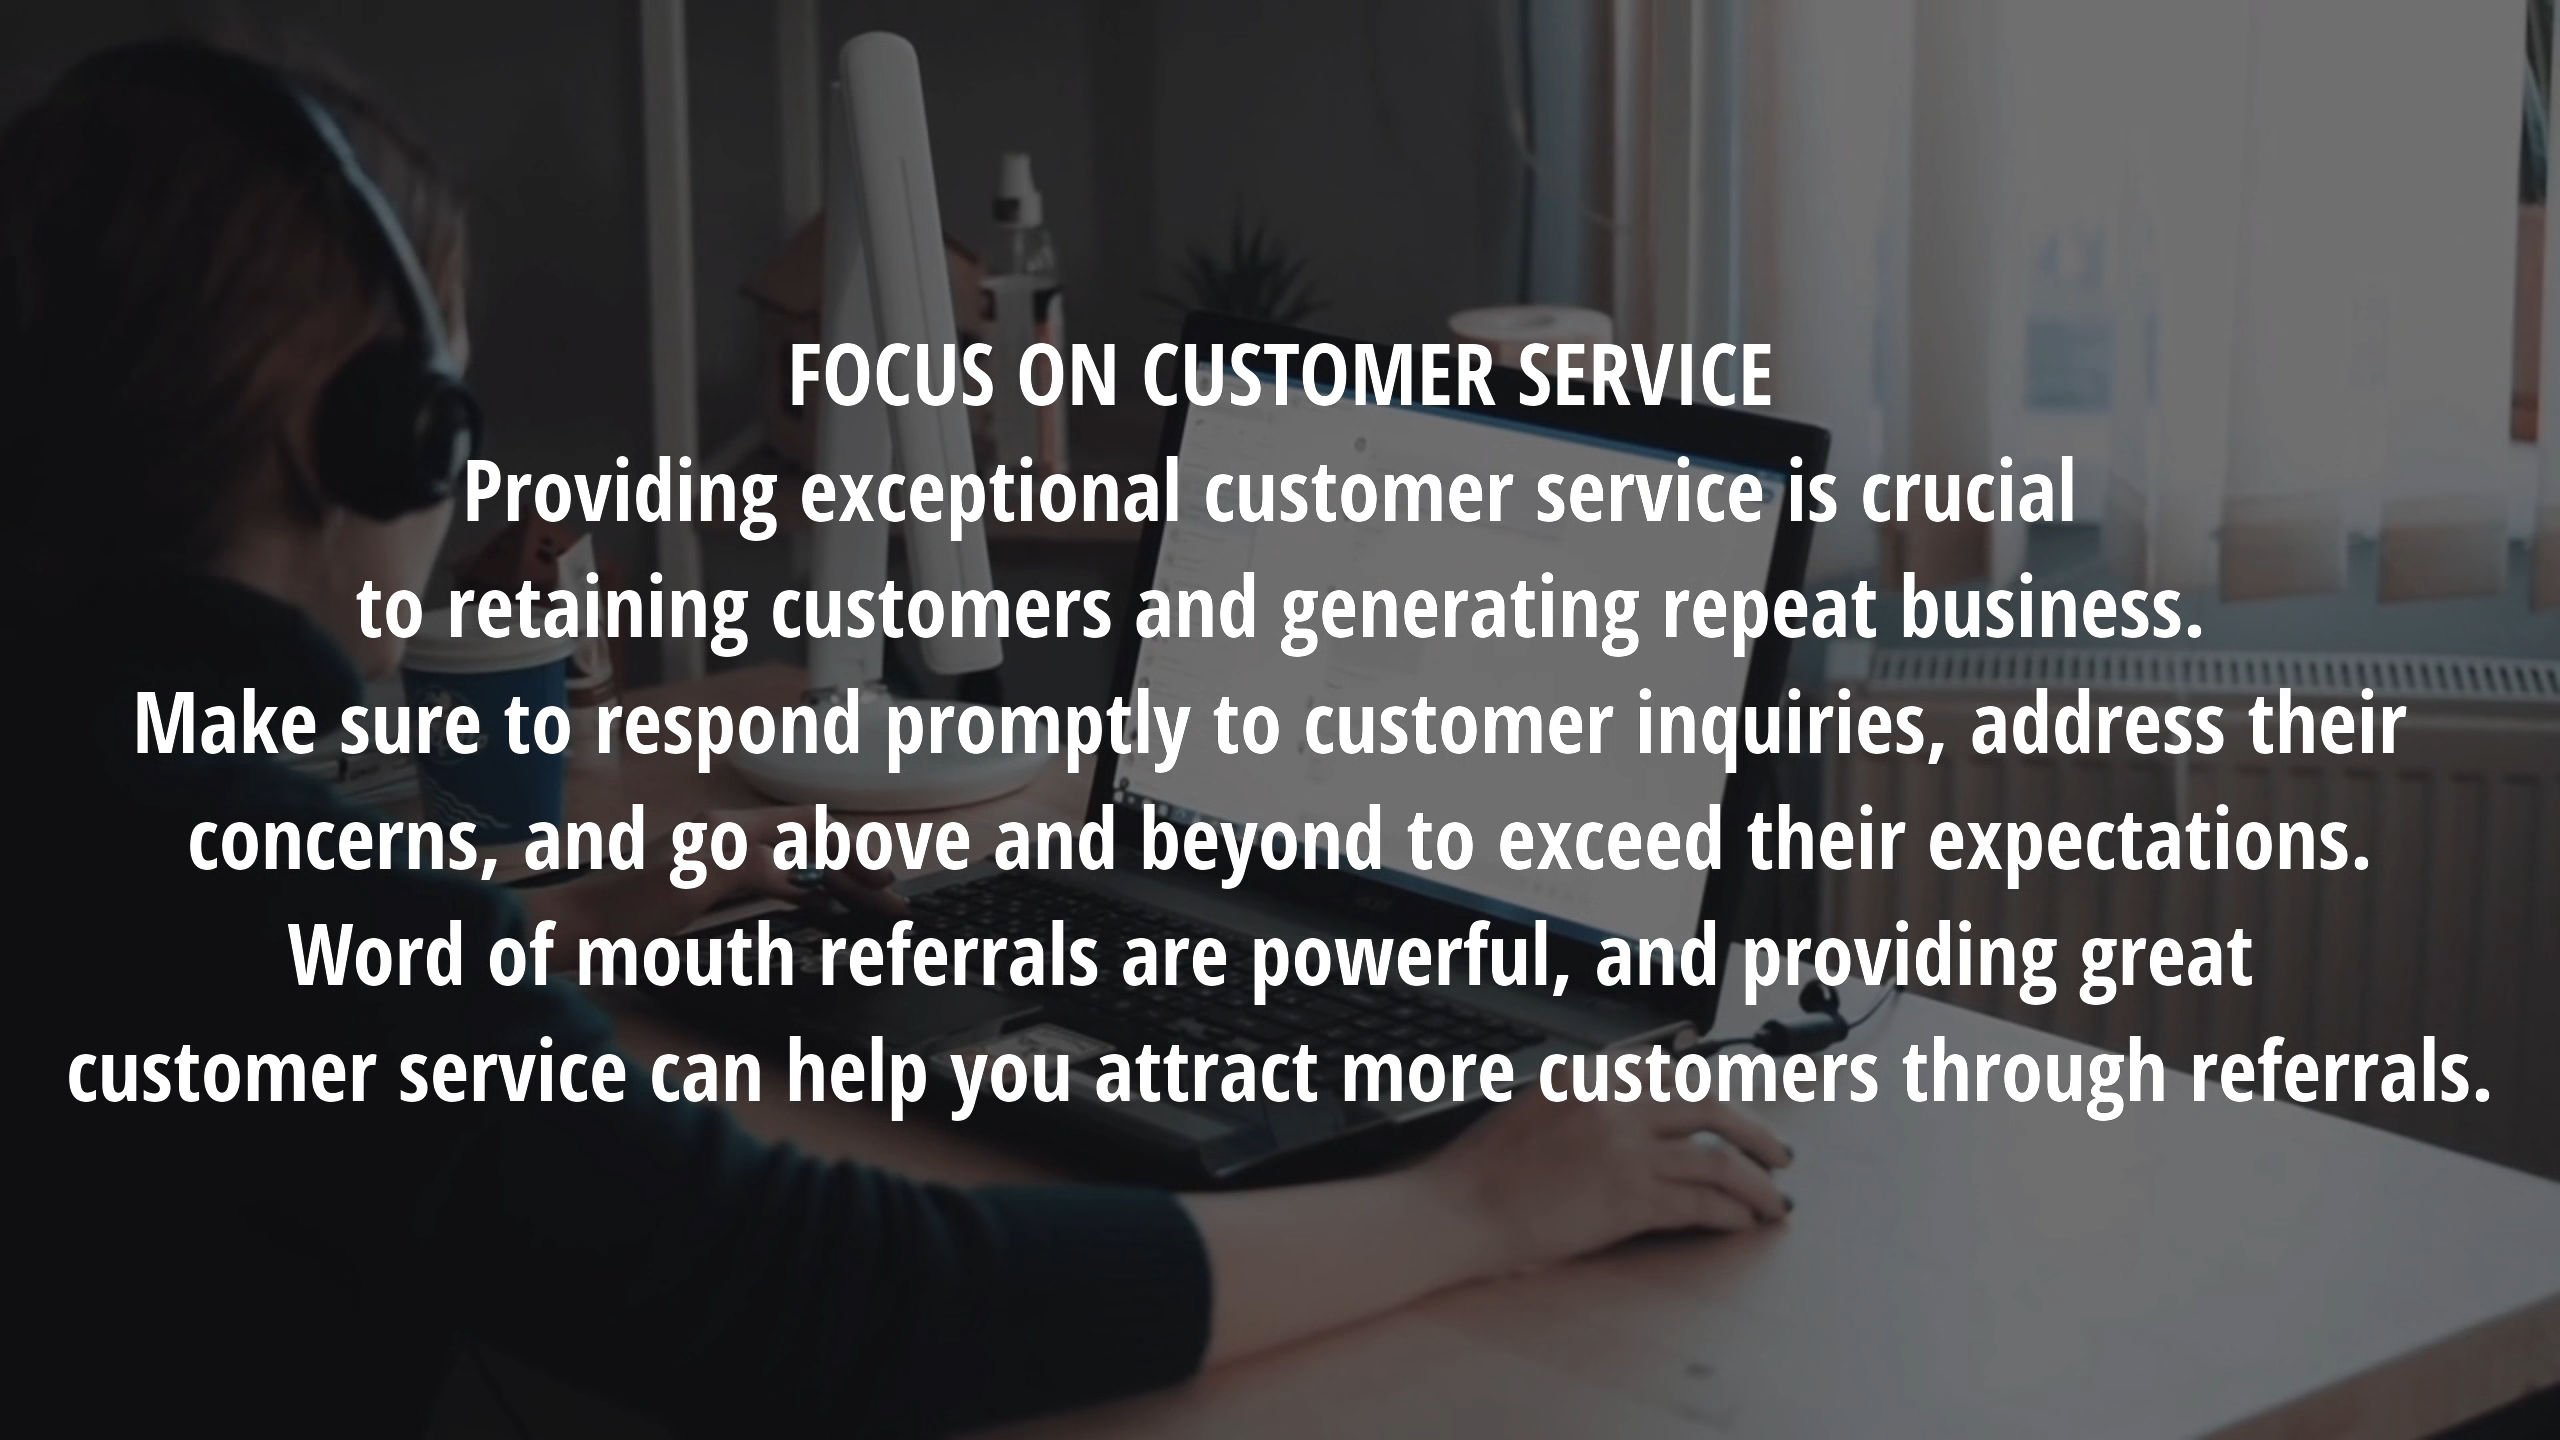 FOCUS ON CUSTOMER SERVICE
Providing exceptional customer service is crucial
to retaining customers and generating repeat business.
Make sure to respond promptly to customer inquiries, address their
concerns, and go above and beyond to exceed their expectations.
Word of mouth referrals are powerful, and providing great
customer service can help you attract more customers through referrals.